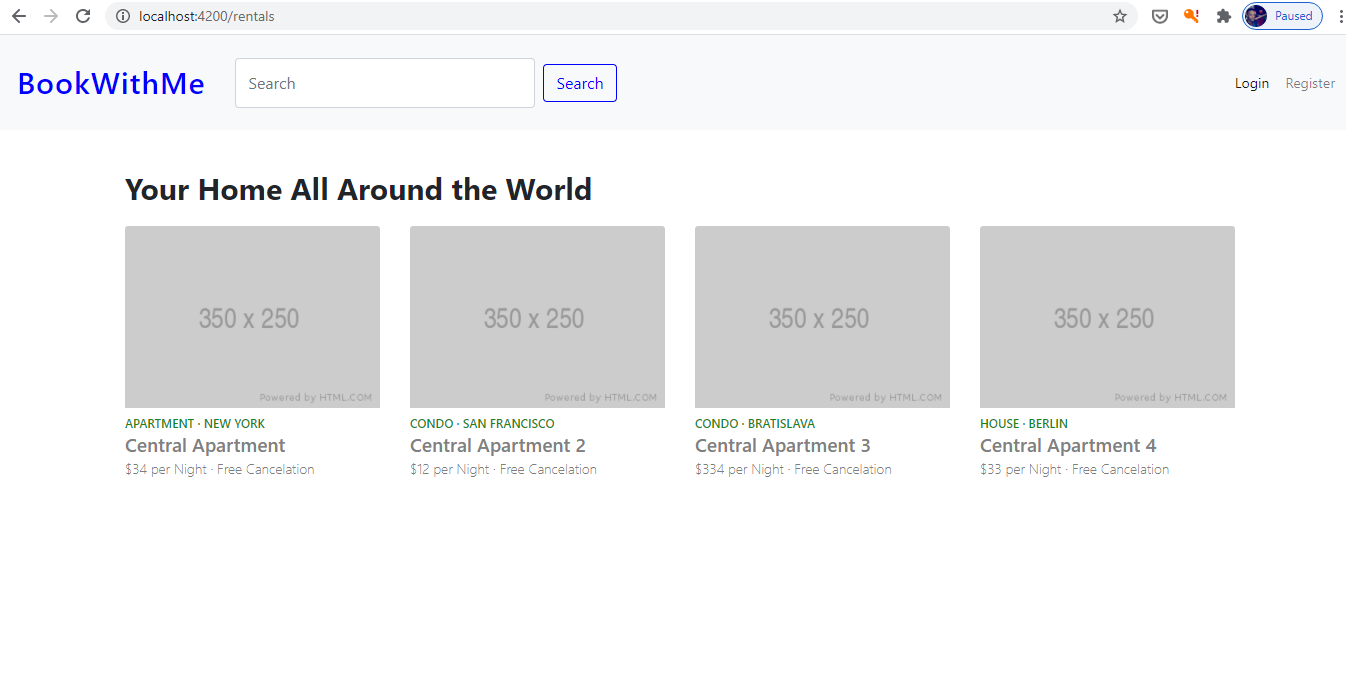 localhost:4200/rentals
Paused
BookWithMe
Search
Search
Login
Register
Your Home All Around the World
350 x 250
Powered by HTML.COM
APARTMENT · NEW YORK
Central Apartment
$34 per Night · Free Cancelation
350 x 250
Powered by HTML.COM
CONDO · SAN FRANCISCO
Central Apartment 2
$12 per Night · Free Cancelation
350 x 250
Powered by HTML.COM
CONDO · BRATISLAVA
Central Apartment 3
$334 per Night · Free Cancelation
350 x 250
Powered by HTML.COM
HOUSE · BERLIN
Central Apartment 4
$33 per Night · Free Cancelation